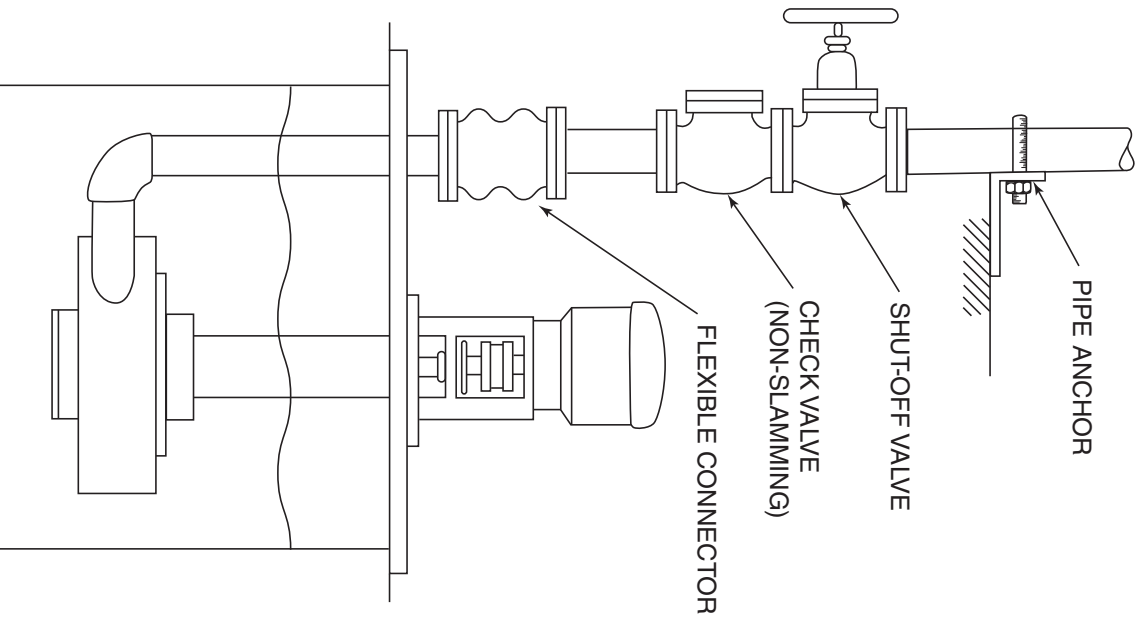 PIPE ANCHOR
SHUT-OFF VALVE
CHECK VALVE
(NON-SLAMMING)
FLEXIBLE CONNECTOR